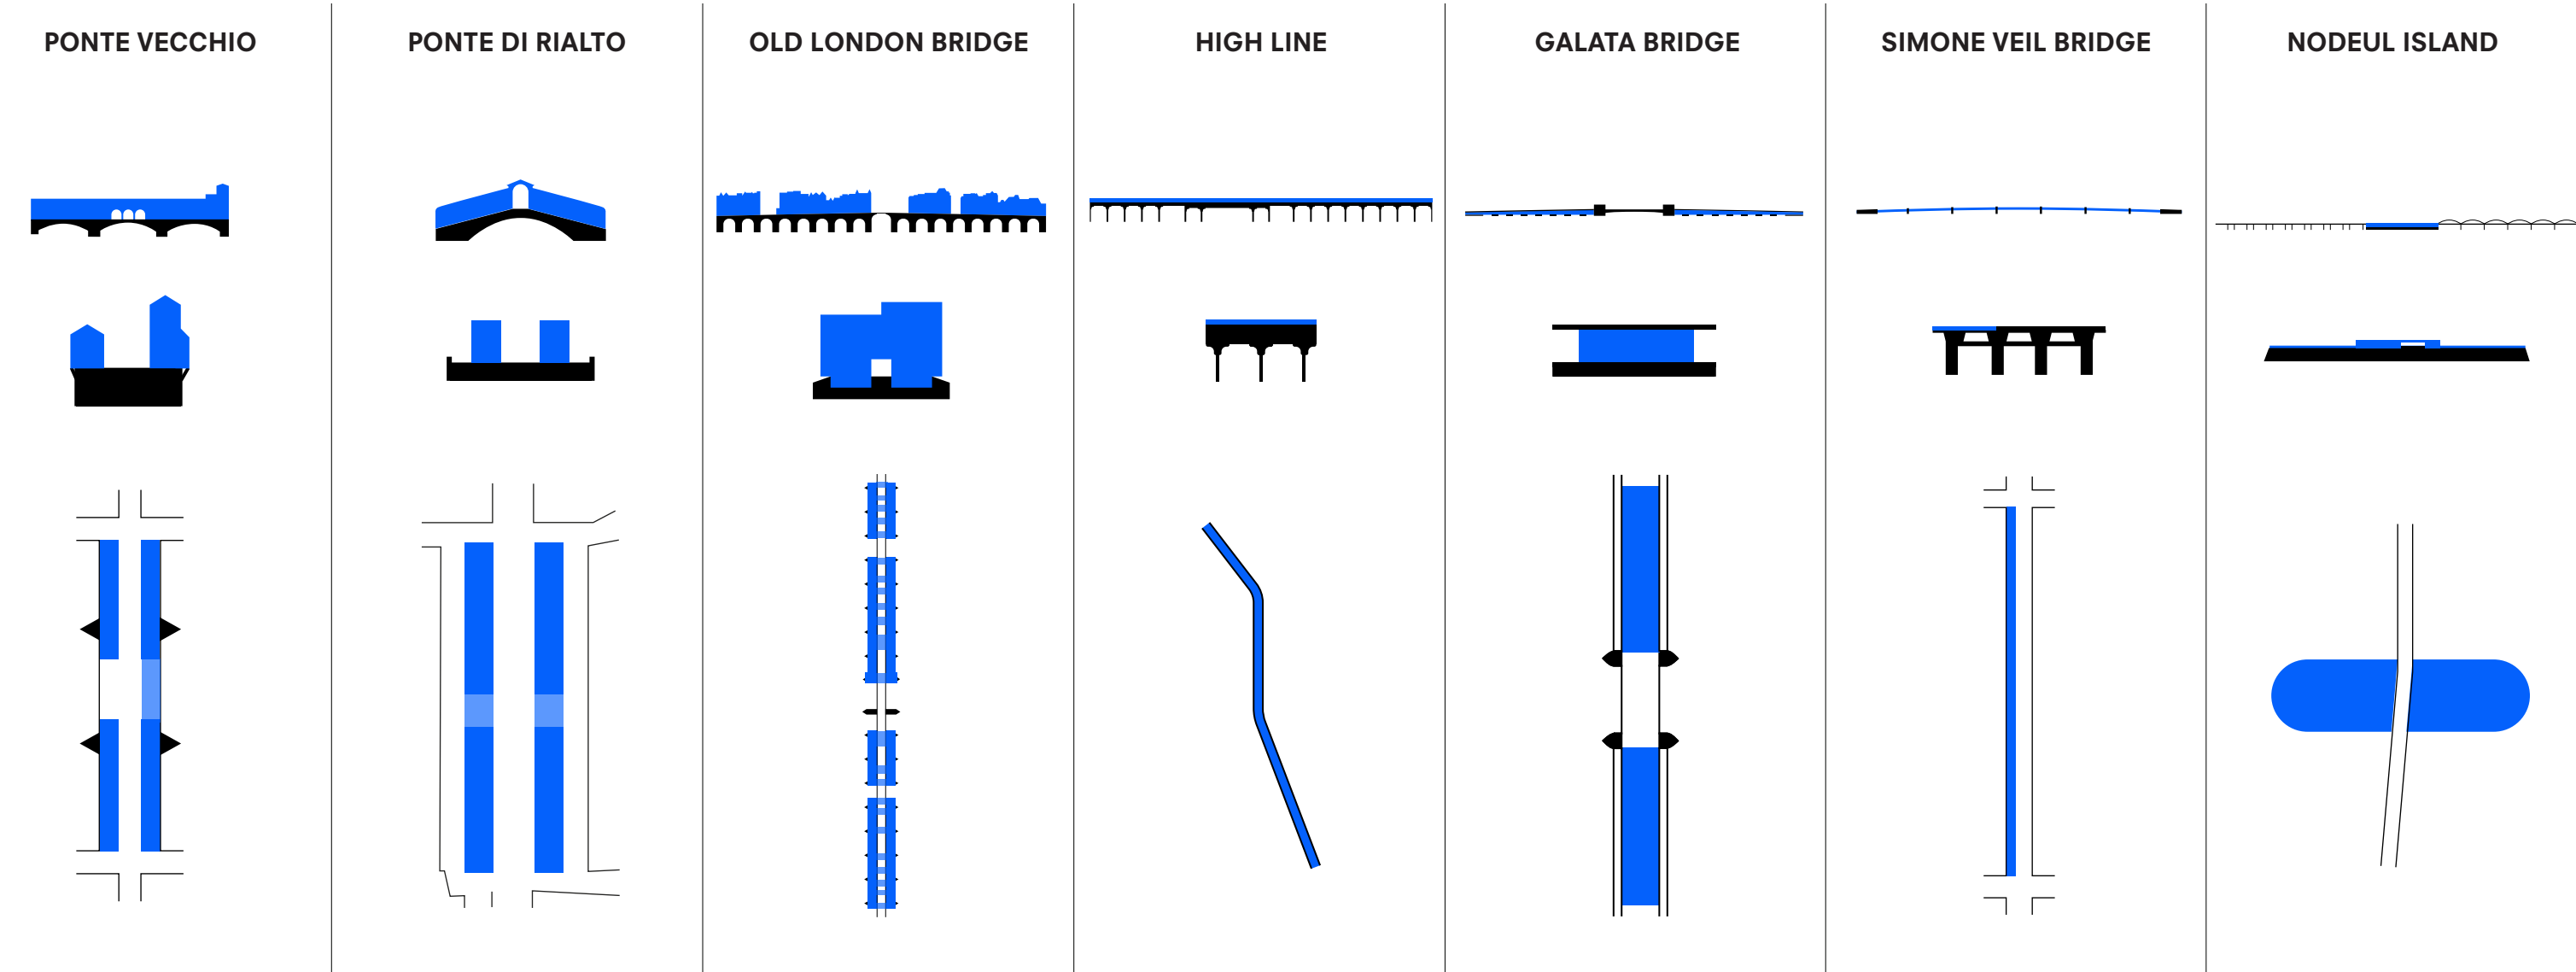 PONTE VECCHIO
PONTE DI RIALTO
OLD LONDON BRIDGE
HIGH LINE
GALATA BRIDGE
SIMONE VEIL BRIDGE
NODEUL ISLAND